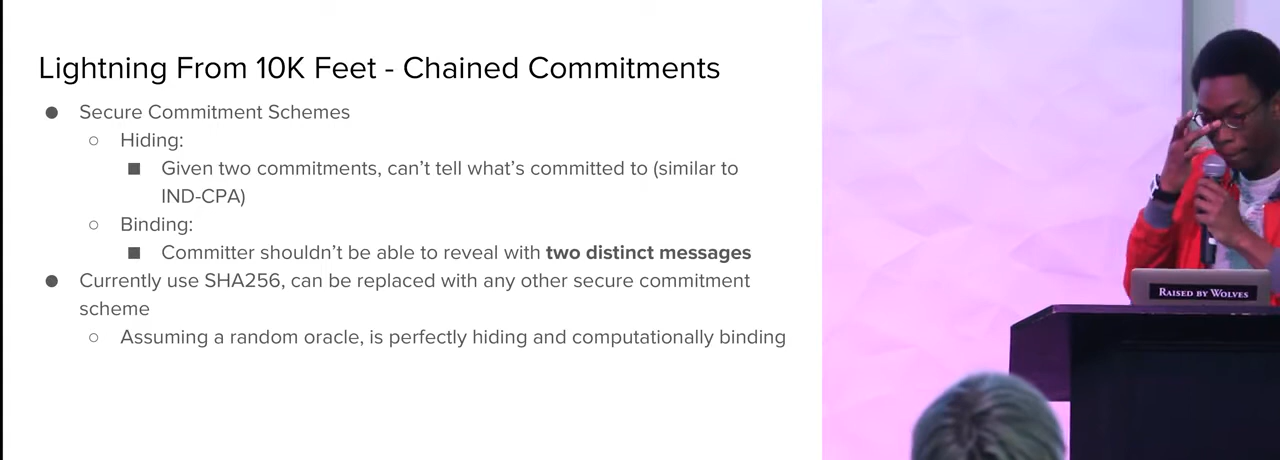 Lightning From 10K Feet - Chained Commitments
● Secure Commitment Schemes
○ Hiding:
■ Given two commitments, can’t tell what’s committed to (similar to
IND-CPA)
○ Binding:
■ Committer shouldn’t be able to reveal with two distinct messages
● Currently use SHA256, can be replaced with any other secure commitment
scheme
○ Assuming a random oracle, is perfectly hiding and computationally binding
RAISED BY WOLVES